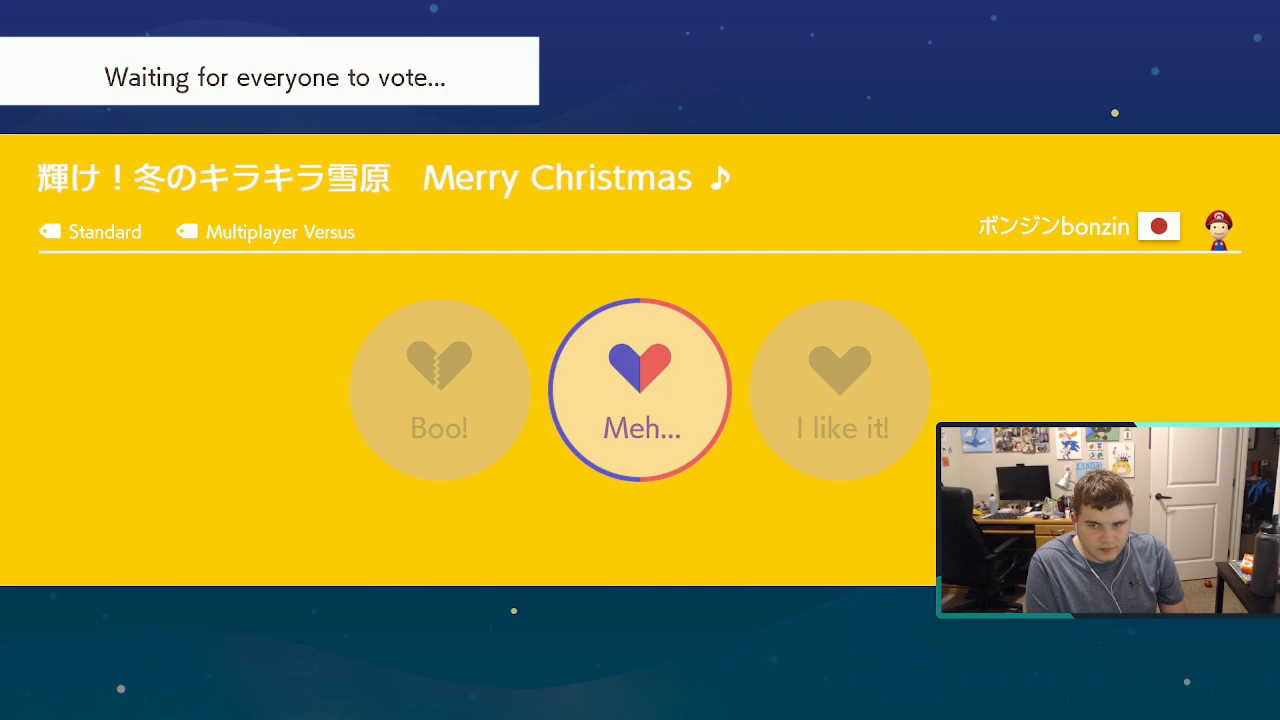 Waiting for everyone to vote...
輝け！冬のキラキラ雪原　Merry Christmas ♪
Standard Multiplayer Versus
ボンジンbonzin
Boo!
Meh...
I like it!